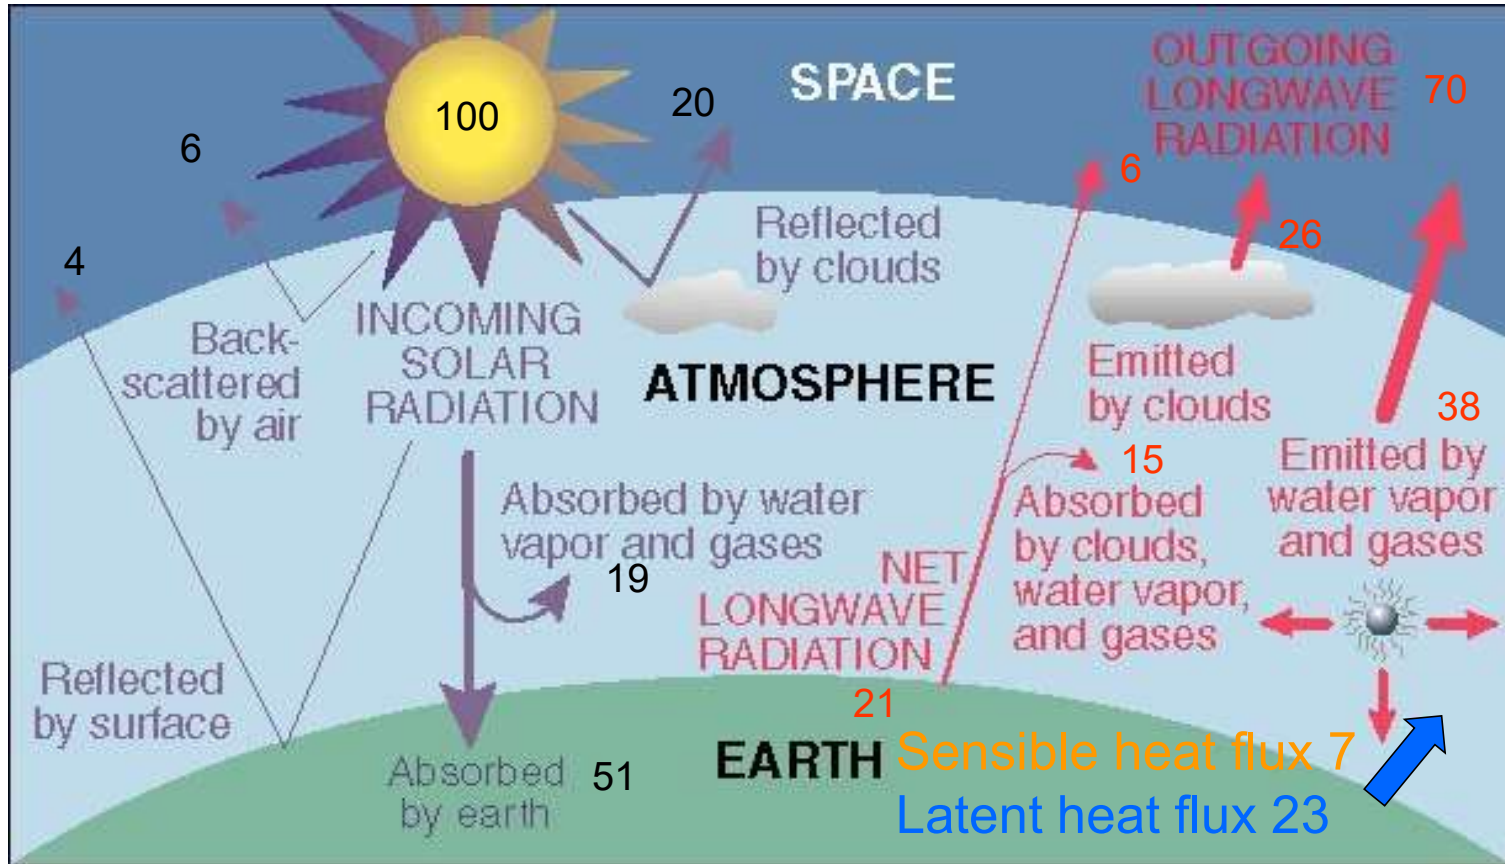 SPACE
OUTGOING
LONGWAVE
RADIATION
70
100
20
6
6
4
26
Reflected
by clouds
Back-
scattered
by air
INCOMING
SOLAR
RADIATION
ATMOSPHERE
Emitted
by clouds
38
Emitted by
water vapor
and gases
15
Absorbed
by clouds,
water vapor,
and gases
Absorbed by water
vapor and gases
19
NET
LONGWAVE
RADIATION
21
Reflected
by surface
Absorbed
by earth
51
EARTH
Sensible heat flux 7
Latent heat flux 23